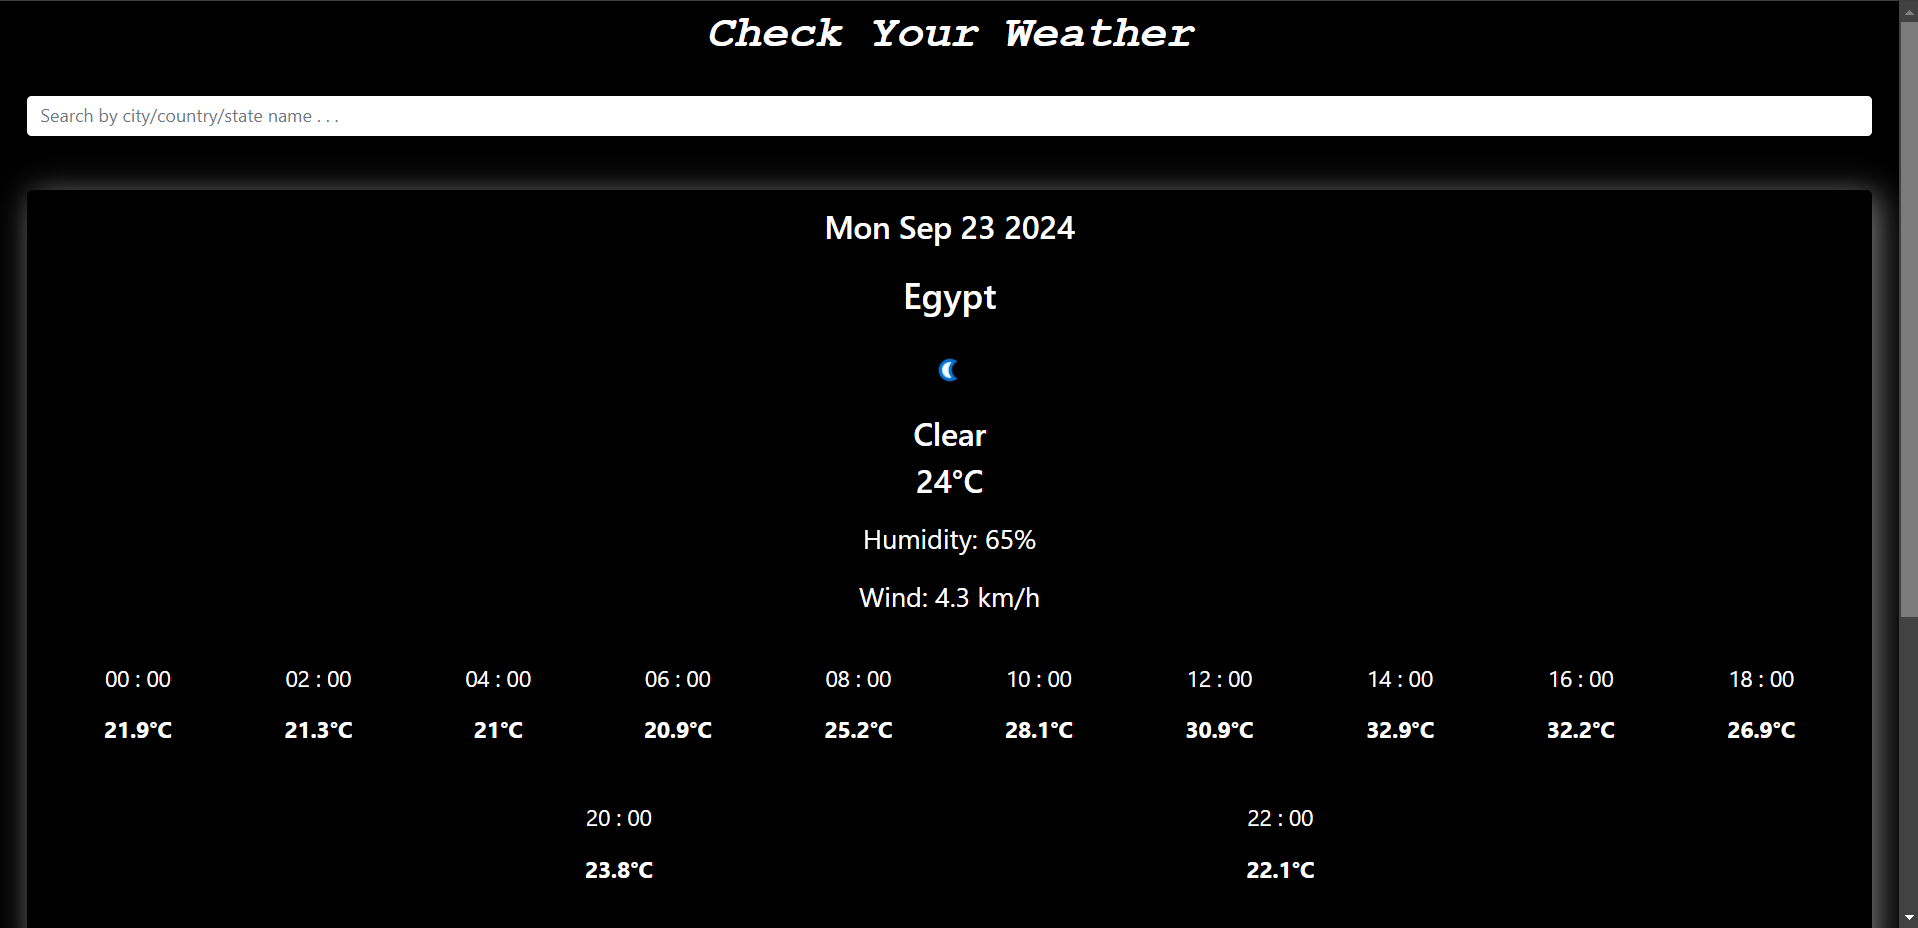 Check Your Weather
Search by city/country/state name . . .
Mon Sep 23 2024
Egypt
Clear
24°C
Humidity: 65%
Wind: 4.3 km/h
00 : 00 02 : 00 04 : 00 06 : 00 08 : 00 10 : 00 12 : 00 14 : 00 16 : 00 18 : 00
21.9°C 21.3°C 21°C 20.9°C 25.2°C 28.1°C 30.9°C 32.9°C 32.2°C 26.9°C
20 : 00 22 : 00
23.8°C 22.1°C